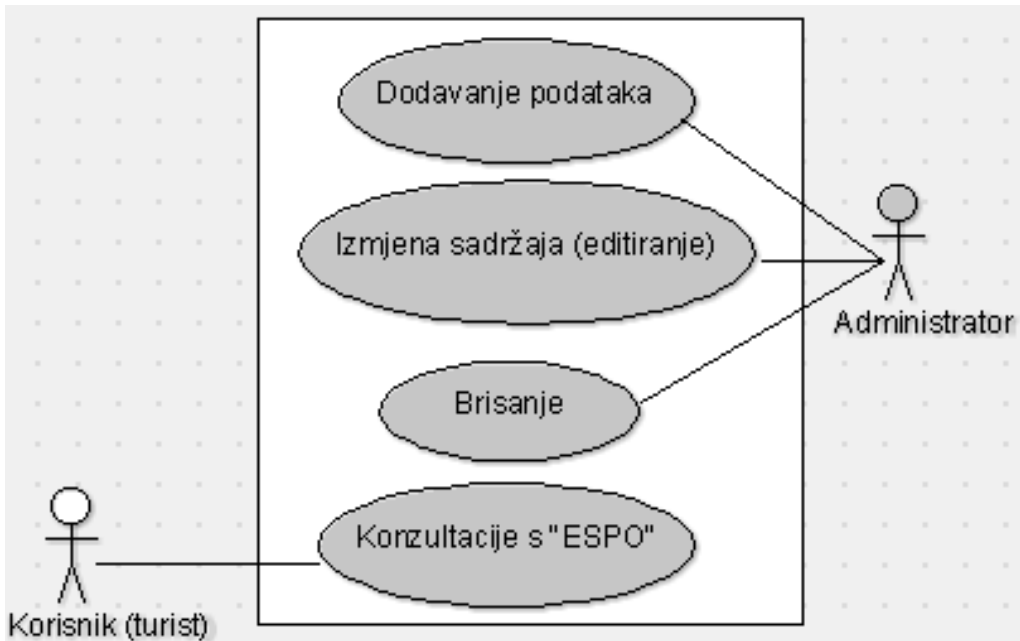 Dodavanje podataka
Izmjena sadržaja (editiranje)
Administrator
Brisanje
Konzultacije s "ESPO"
Korisnik (turist)